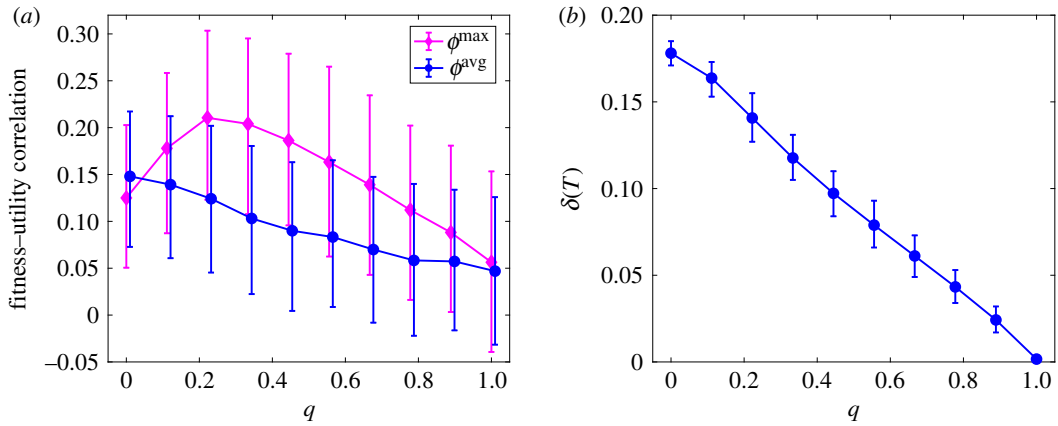 (a)
0.30
0.25
0.20
0.15
0.10
0.05
0
–0.05
fitness–utility correlation
ϕmax
ϕavg
0 0.2 0.4 0.6 0.8 1.0
q
(b)
0.20
0.15
0.10
0.05
0
δ(T)
0 0.2 0.4 0.6 0.8 1.0
q